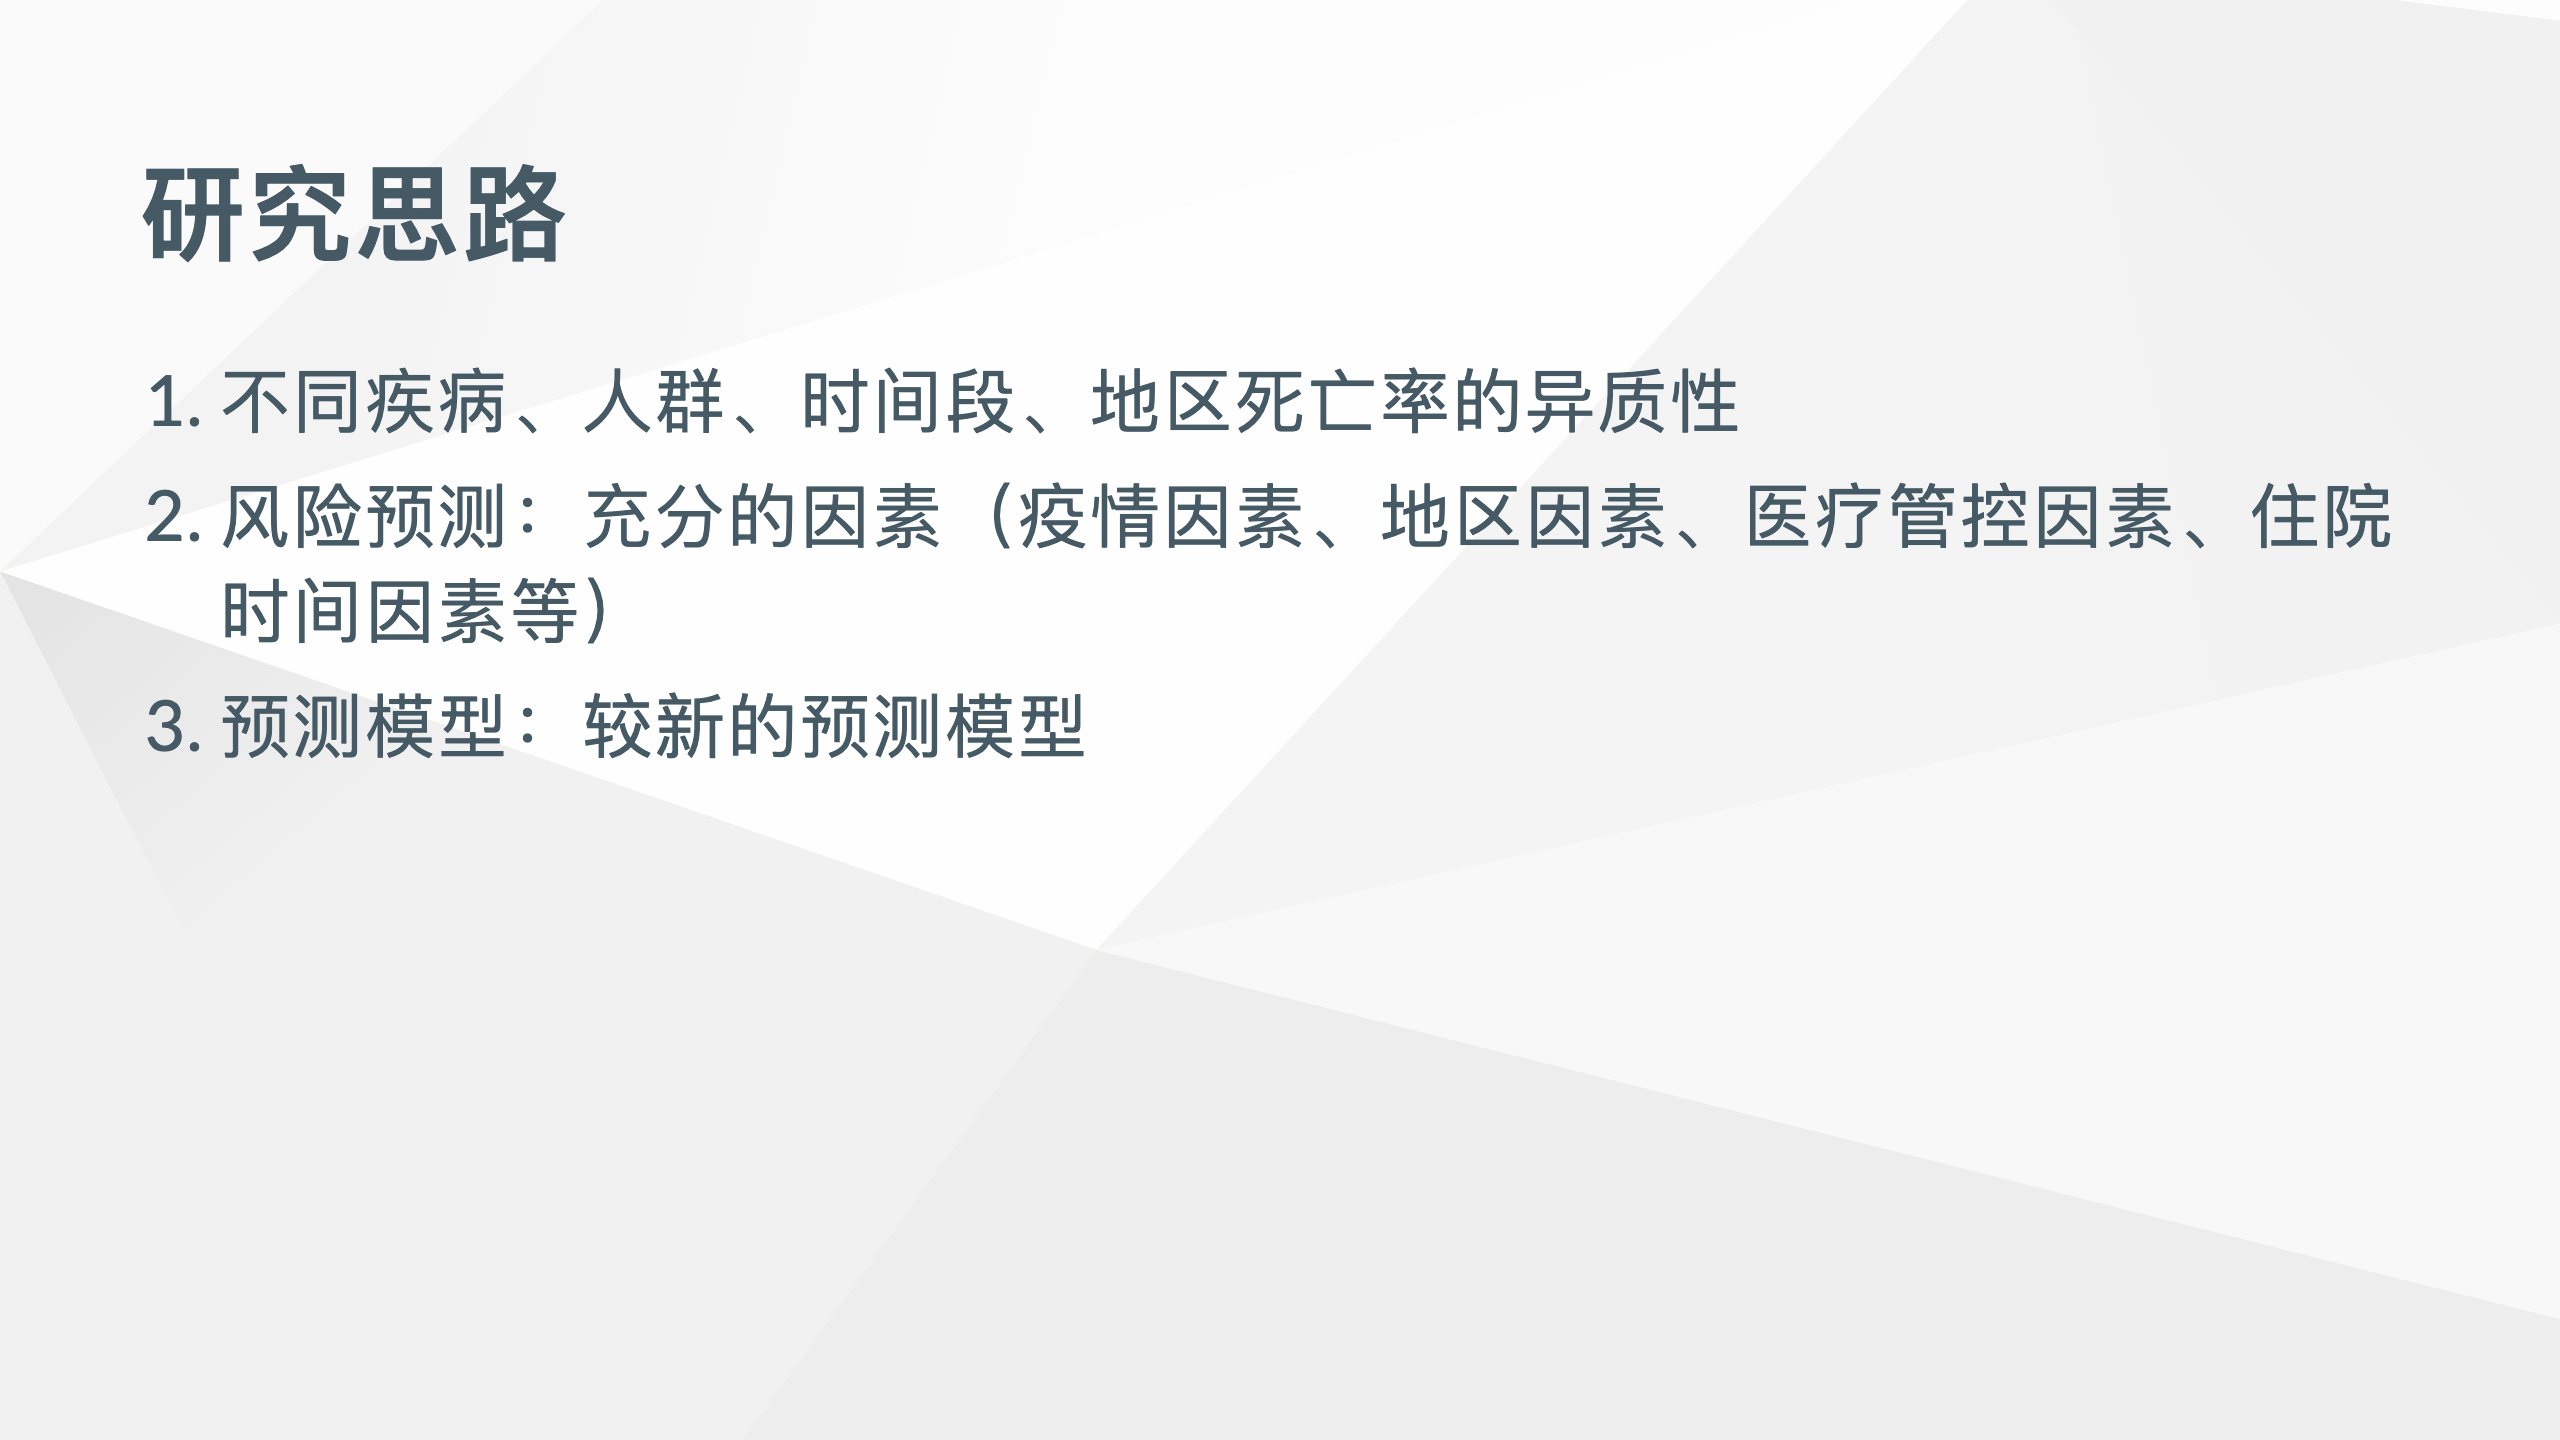 研究思路
1. 不同疾病、人群、时间段、地区死亡率的异质性
2. 风险预测：充分的因素（疫情因素、地区因素、医疗管控因素、住院
时间因素等）
3. 预测模型：较新的预测模型